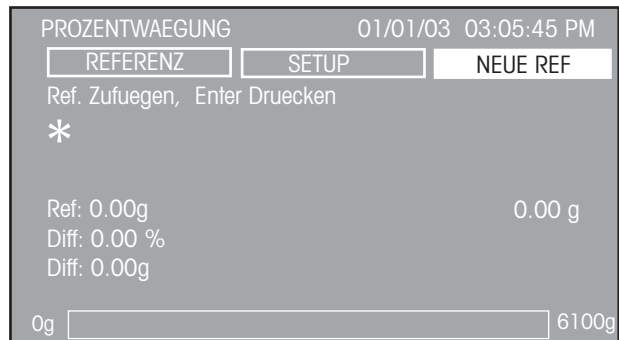 PROZENTWAEGUNG 01/01/03 03:05:45 PM
REFERENZ SETUP NEUE REF
Ref. Zufuegen, Enter Druecken
*
Ref: 0.00g 0.00 g
Diff: 0.00 %
Diff: 0.00g
0g 6100g